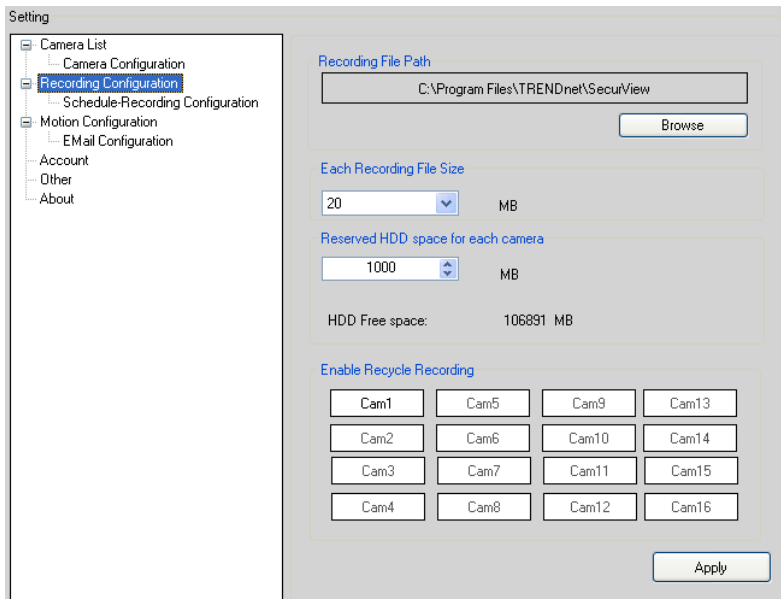 Setting
Camera List
Camera Configuration
Recording Configuration
Schedule-Recording Configuration
Motion Configuration
EMail Configuration
Account
Other
About
Recording File Path
C:\Program Files\TRENDnet\SecurView
Browse
Each Recording File Size
20 MB
Reserved HDD space for each camera
1000 MB
HDD Free space: 106891 MB
Enable Recycle Recording
Cam1 Cam5 Cam9 Cam13
Cam2 Cam6 Cam10 Cam14
Cam3 Cam7 Cam11 Cam15
Cam4 Cam8 Cam12 Cam16
Apply